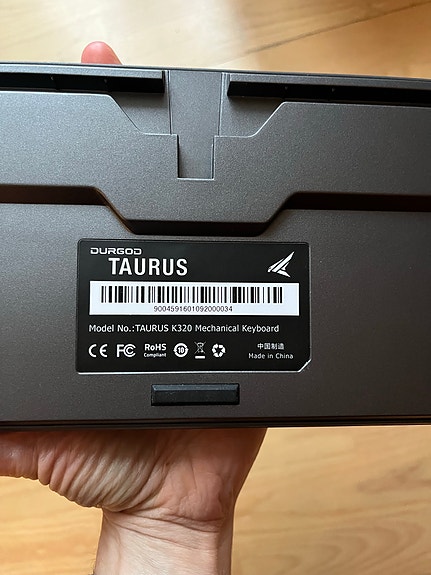 DURGOD
TAURUS
9004591601092000034
Model No.:TAURUS K320 Mechanical Keyboard
CE FC RoHS Compliant 10 中国制造
Made in China